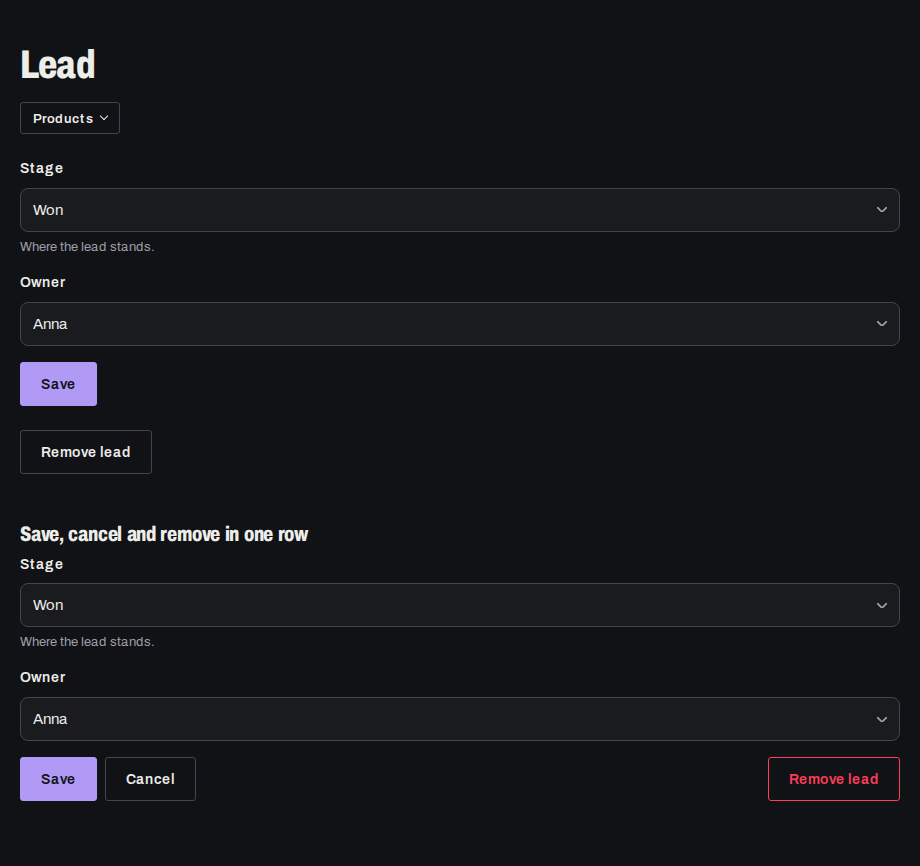 Lead
Products
Stage
Won
Where the lead stands.
Owner
Anna
Save
Remove lead
Save, cancel and remove in one row
Stage
Won
Where the lead stands.
Owner
Anna
Save Cancel Remove lead